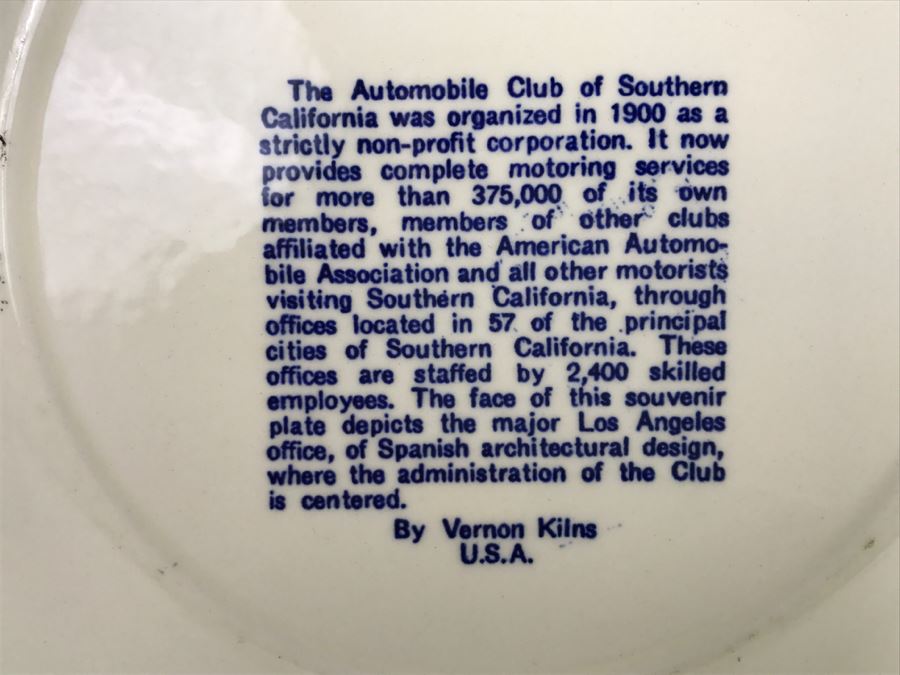 The Automobile Club of Southern
California was organized in 1900 as a
strictly non-profit corporation. It now
provides complete motoring services
for more than 375,000 of its own
members, members of other clubs
affiliated with the American Automo-
bile Association and all other motorists
visiting Southern California, through
offices located in 57 of the principal
cities of Southern California. These
offices are staffed by 2,400 skilled
employees. The face of this souvenir
plate depicts the major Los Angeles
office, of Spanish architectural design,
where the administration of the Club
is centered.
By Vernon Kilns
U.S.A.